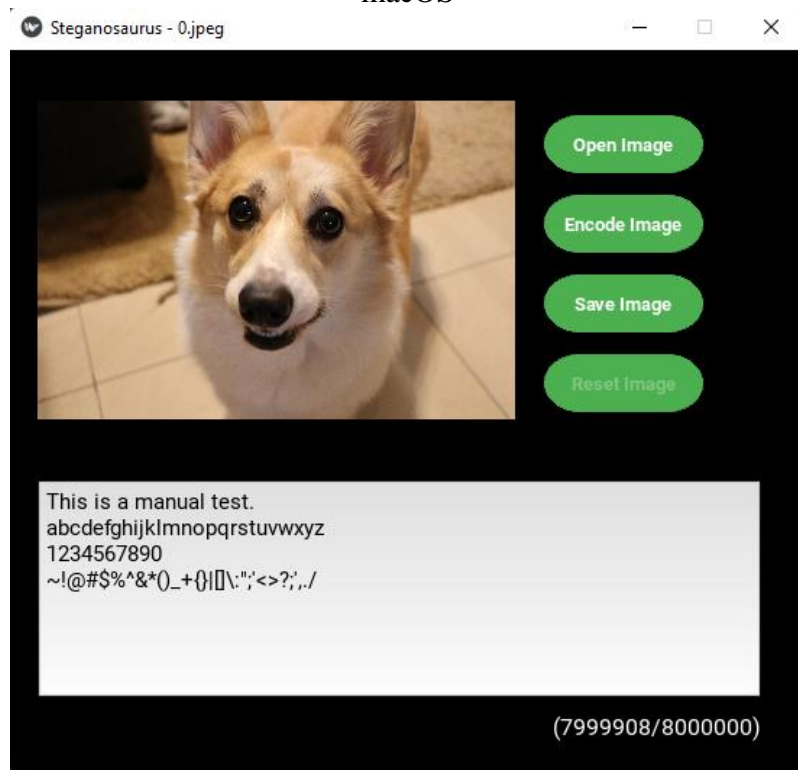 macOS
Steganosaurus - 0.jpeg
Open Image
Encode Image
Save Image
Reset Image
This is a manual test.
abcdefghijklmnopqrstuvwxyz
1234567890
~!@#$%^&*()_+{}|[]\:";'<>?;',./
(7999908/8000000)